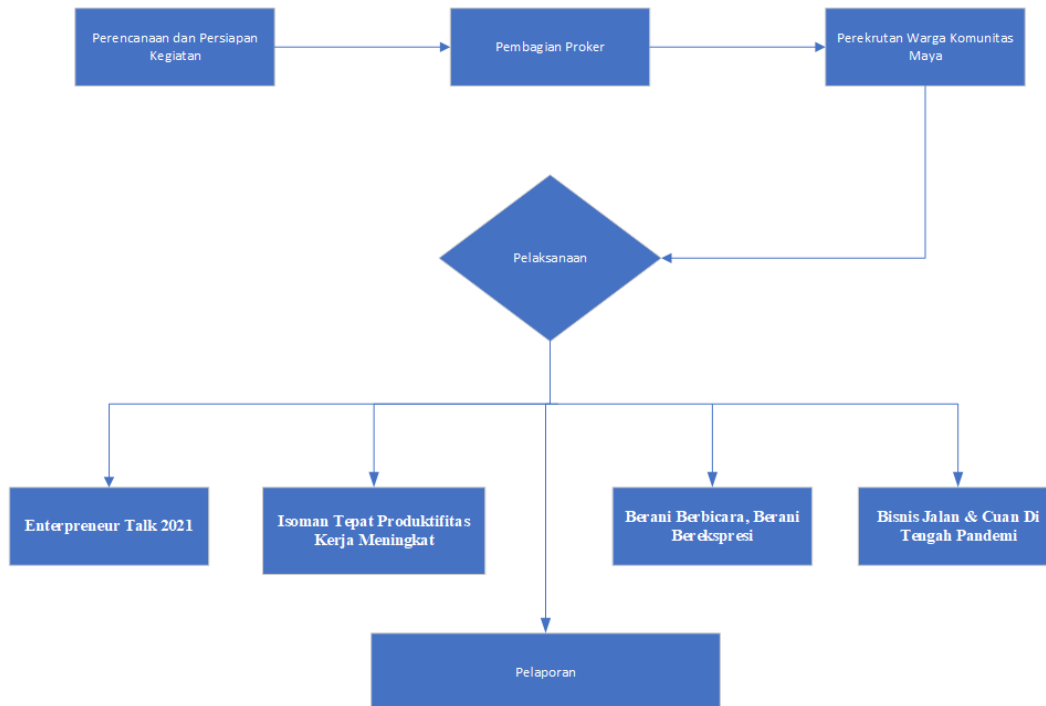 Perencanaan dan Persiapan
Kegiatan
Pembagian Proker
Perekrutan Warga Komunitas
Maya
Pelaksanaan
Enterpreneur Talk 2021
Isoman Tepat Produktifitas
Kerja Meningkat
Berani Berbicara, Berani
Berekspresi
Bisnis Jalan & Cuan Di
Tengah Pandemi
Pelaporan